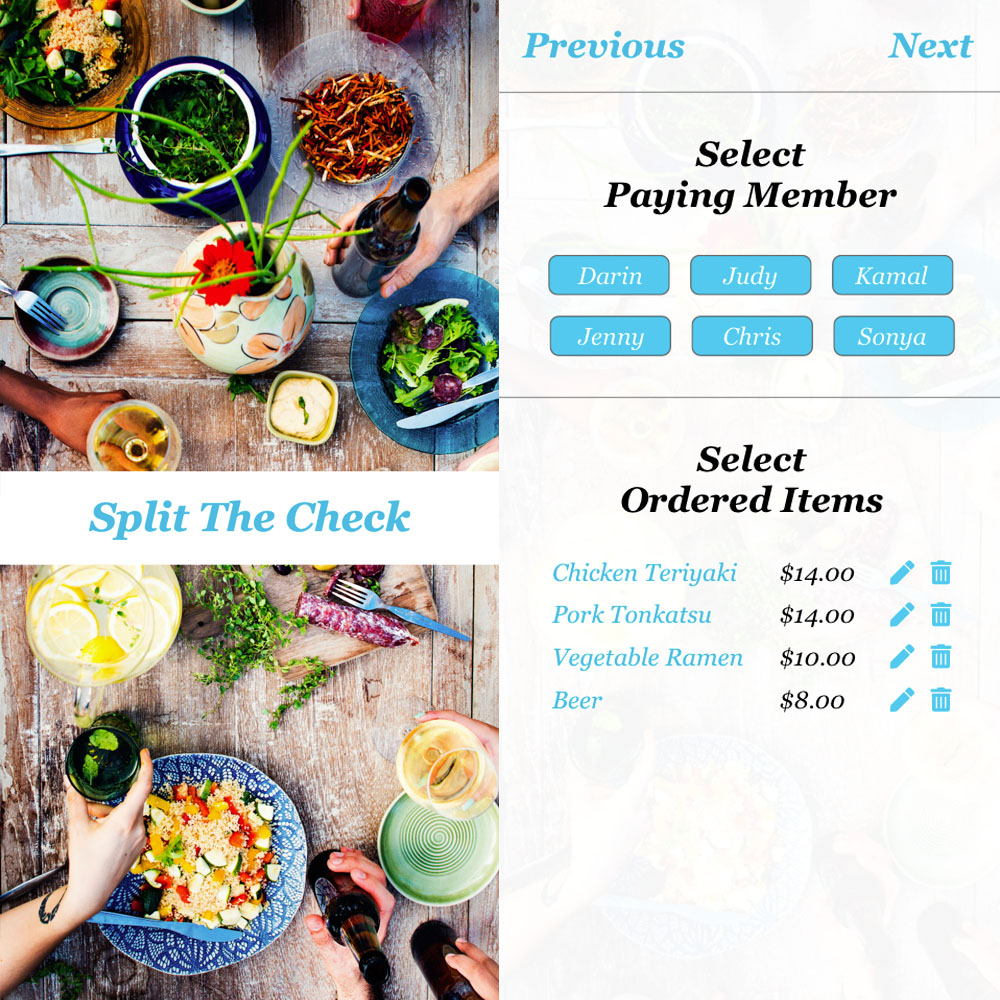 Split The Check
Previous Next
Select
Paying Member
Darin Judy Kamal
Jenny Chris Sonya
Select
Ordered Items
Chicken Teriyaki $14.00
Pork Tonkatsu $14.00
Vegetable Ramen $10.00
Beer $8.00